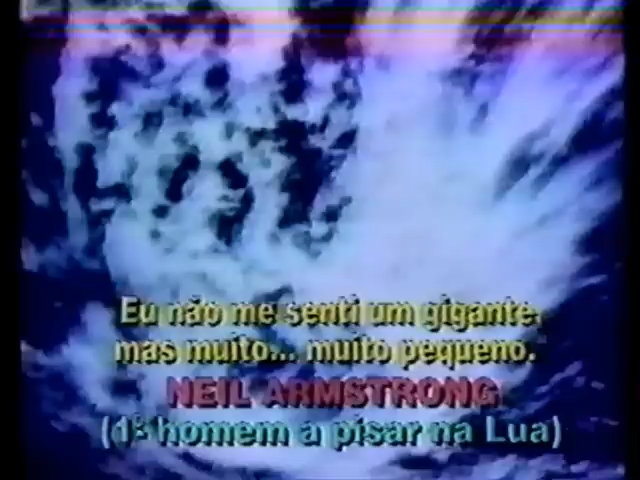 Eu não me senti um gigante,
mas muito... muito pequeno.
NEIL ARMSTRONG
(1º homem a pisar na Lua)